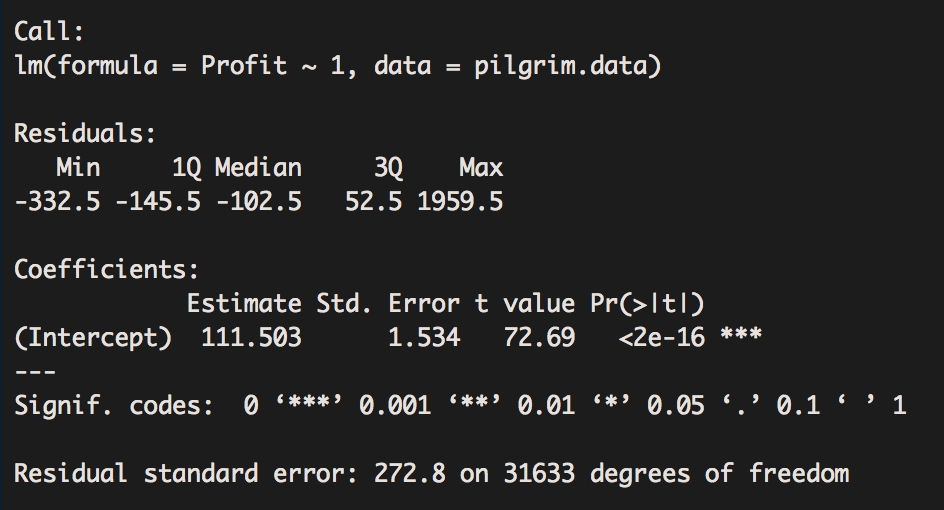 Call:
lm(formula = Profit ~ 1, data = pilgrim.data)
Residuals:
   Min     1Q Median     3Q    Max
-332.5 -145.5 -102.5   52.5 1959.5
Coefficients:
            Estimate Std. Error t value Pr(>|t|)
(Intercept)  111.503      1.534   72.69   <2e-16 ***
---
Signif. codes:  0 ‘***’ 0.001 ‘**’ 0.01 ‘*’ 0.05 ‘.’ 0.1 ‘ ’ 1
Residual standard error: 272.8 on 31633 degrees of freedom